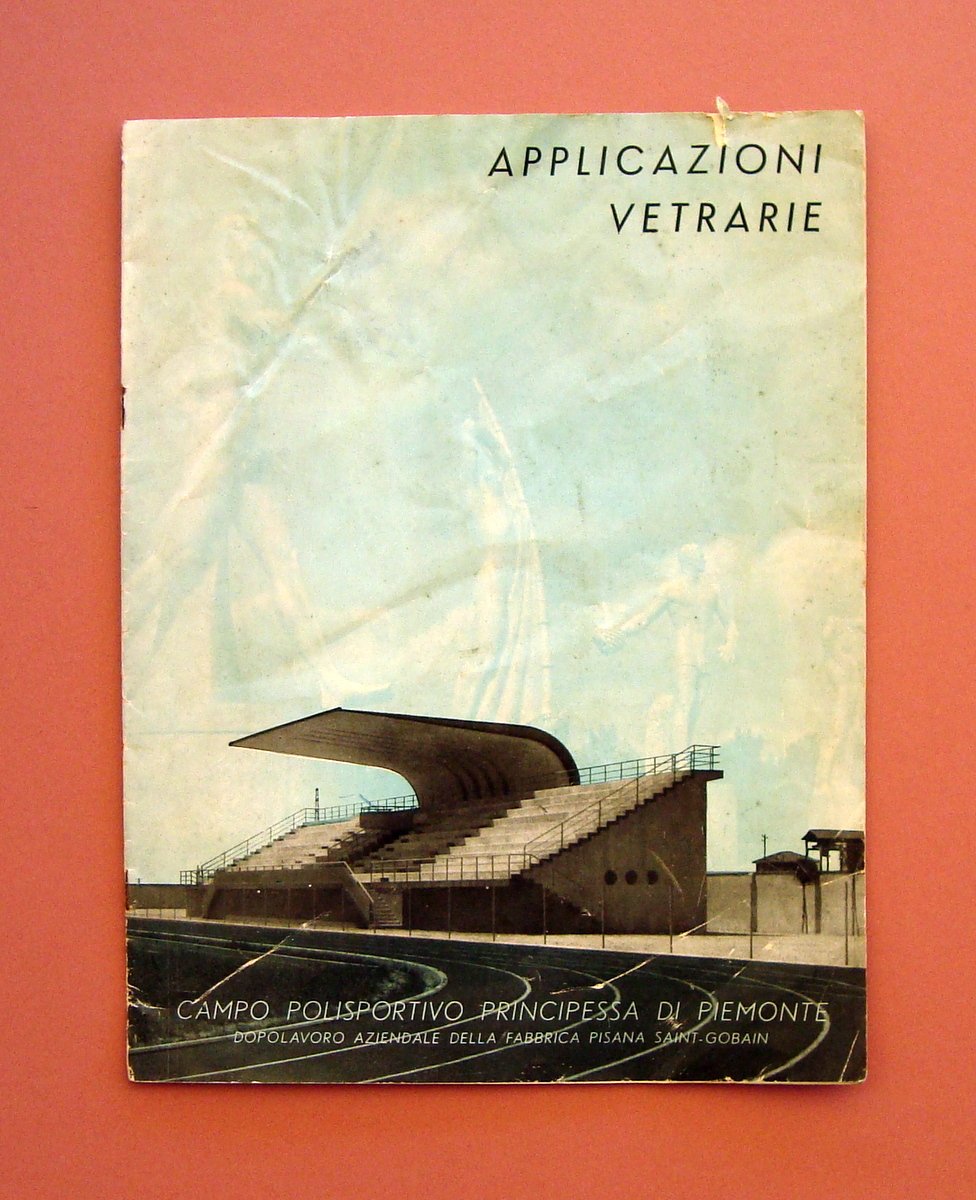 APPLICAZIONI
VETRARIE
CAMPO POLISPORTIVO PRINCIPESSA DI PIEMONTE
DOPOLAVORO AZIENDALE DELLA FABBRICA PISANA SAINT-GOBAIN